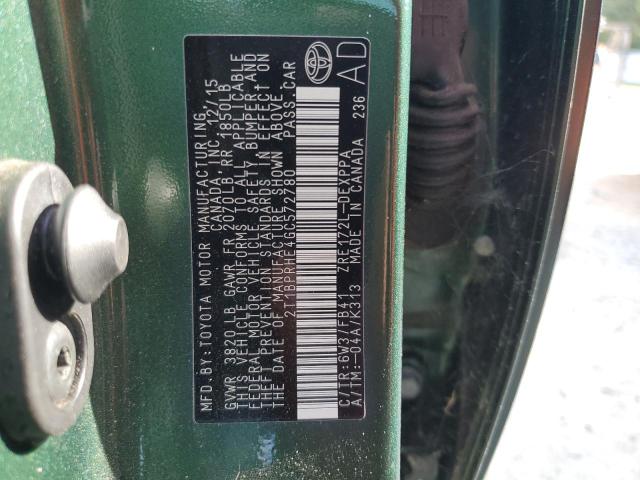 MFD.BY:TOYOTA MOTOR MANUFACTURING,
CANADA, INC. 12/15
GVWR 3820 LB GAWR FR 2070LB, RR 1850LB
THIS VEHICLE CONFORMS TO ALL APPLICABLE
FEDERAL MOTOR VEHICLE SAFETY, BUMPER, AND
THEFT PREVENTION STANDARDS IN EFFECT ON
THE DATE OF MANUFACTURE SHOWN ABOVE.
2T1BPRHE4GC572780 PASS.CAR
C/TR:6W3/FB41 ZRE172L-DEXPPA
A/TM:-04A/K313 MADE IN CANADA 236
AD